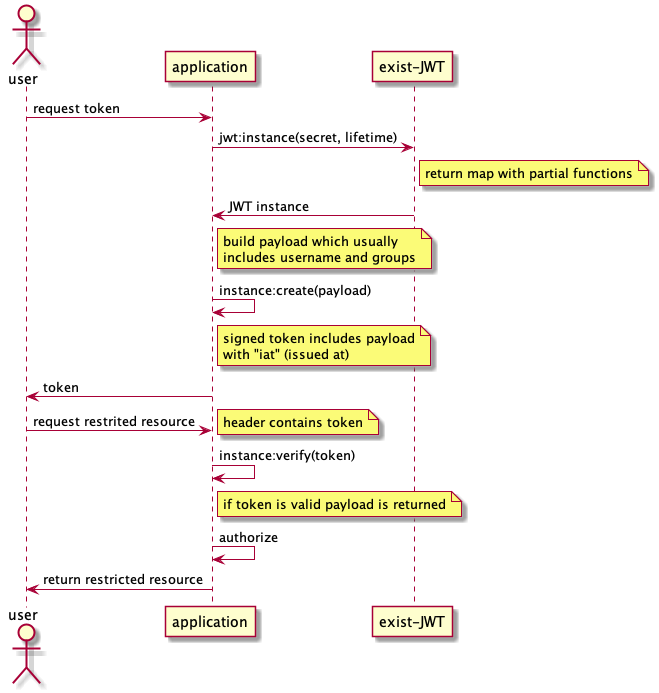 user
application
exist-JWT
request token
jwt:instance(secret, lifetime)
return map with partial functions
JWT instance
build payload which usually
includes username and groups
instance:create(payload)
signed token includes payload
with "iat" (issued at)
token
request restrited resource
header contains token
instance:verify(token)
if token is valid payload is returned
authorize
return restricted resource
user
application
exist-JWT